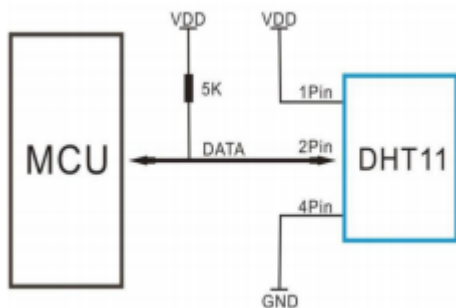 VDD
VDD
5K
1Pin
MCU
DATA
2Pin
DHT11
4Pin
GND